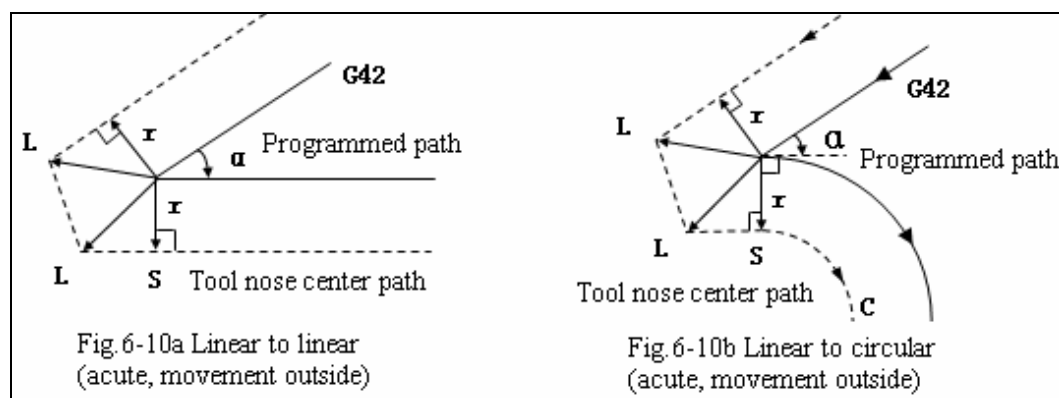 G42
r
L
α
Programmed path
r
L
S
Tool nose center path
Fig.6-10a Linear to linear
(acute, movement outside)
G42
r
L
α
Programmed path
r
L
S
Tool nose center path
C
Fig.6-10b Linear to circular
(acute, movement outside)